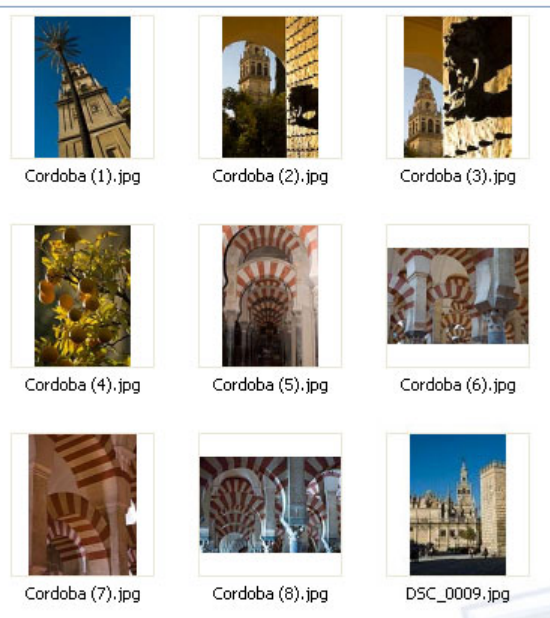 Cordoba (1).jpg
Cordoba (2).jpg
Cordoba (3).jpg
Cordoba (4).jpg
Cordoba (5).jpg
Cordoba (6).jpg
Cordoba (7).jpg
Cordoba (8).jpg
DSC_0009.jpg